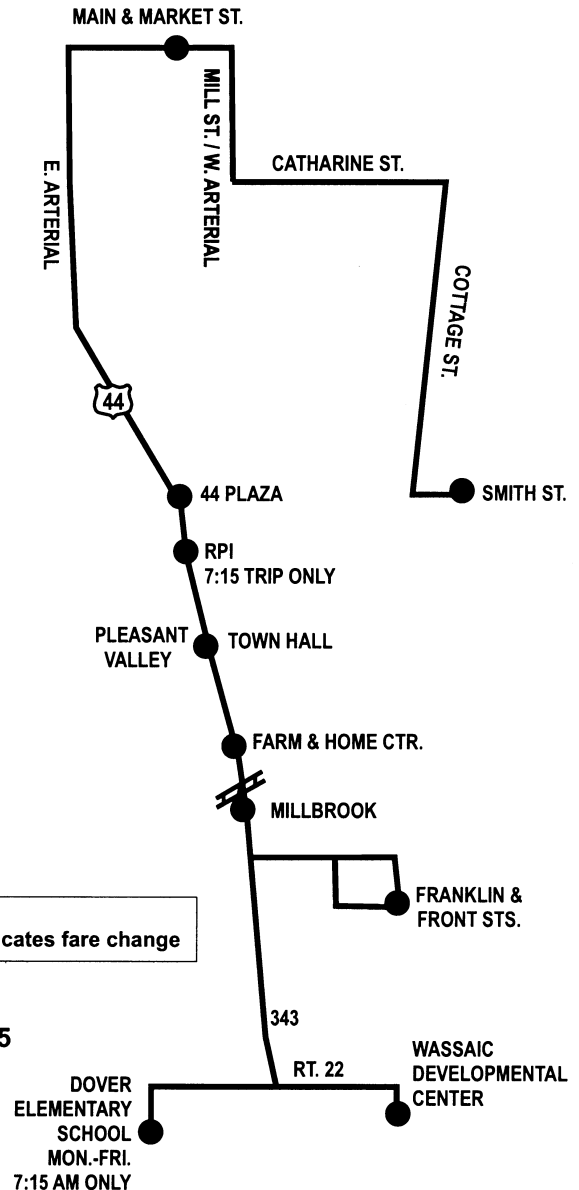 MAIN & MARKET ST.
MILL ST. / W. ARTERIAL
E. ARTERIAL
CATHARINE ST.
COTTAGE ST.
44
44 PLAZA
SMITH ST.
RPI
7:15 TRIP ONLY
PLEASANT
VALLEY
TOWN HALL
FARM & HOME CTR.
MILLBROOK
FRANKLIN &
FRONT STS.
cates fare change
343
5
RT. 22
WASSAIC
DEVELOPMENTAL
CENTER
DOVER
ELEMENTARY
SCHOOL
MON.-FRI.
7:15 AM ONLY